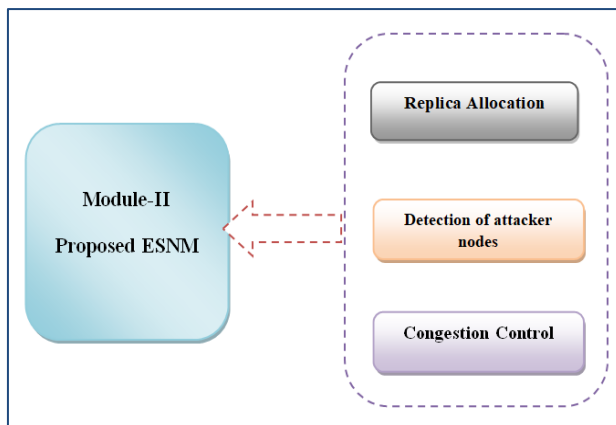 Module-II
Proposed ESNM
Replica Allocation
Detection of attacker
nodes
Congestion Control